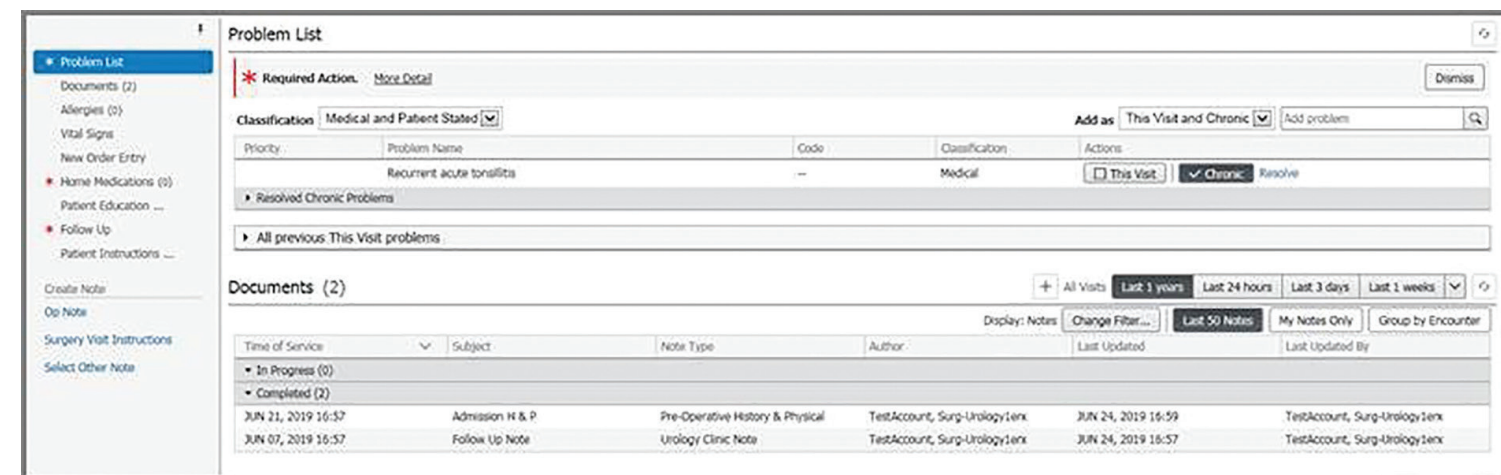 Problem List
Documents (2)
Allergies (0)
Vital Signs
New Order Entry
* Home Medications (0)
Patient Education ...
* Follow Up
Patient Instructions ...
Create Note
Op Note
Surgery Visit Instructions
Select Other Note
Problem List
* Required Action. More Detail Dismiss
Classification Medical and Patient Stated Add as This Visit and Chronic Add problem
Priority Problem Name Code Classification Actions
Recurrent acute tonsillitis -- Medical This Visit Chronic Resolve
Resolved Chronic Problems
All previous This Visit problems
Documents (2) + All Visits Last 1 years Last 24 hours Last 3 days Last 1 weeks
Display: Notes Change Filter... Last 50 Notes My Notes Only Group by Encounter
Time of Service Subject Note Type Author Last Updated Last Updated By
In Progress (0)
Completed (2)
JUN 21, 2019 16:57 Admission H & P Pre-Operative History & Physical TestAccount, Surg-Urology1erx JUN 24, 2019 16:59 TestAccount, Surg-Urology1erx
JUN 07, 2019 16:57 Follow Up Note Urology Clinic Note TestAccount, Surg-Urology1erx JUN 24, 2019 16:57 TestAccount, Surg-Urology1erx